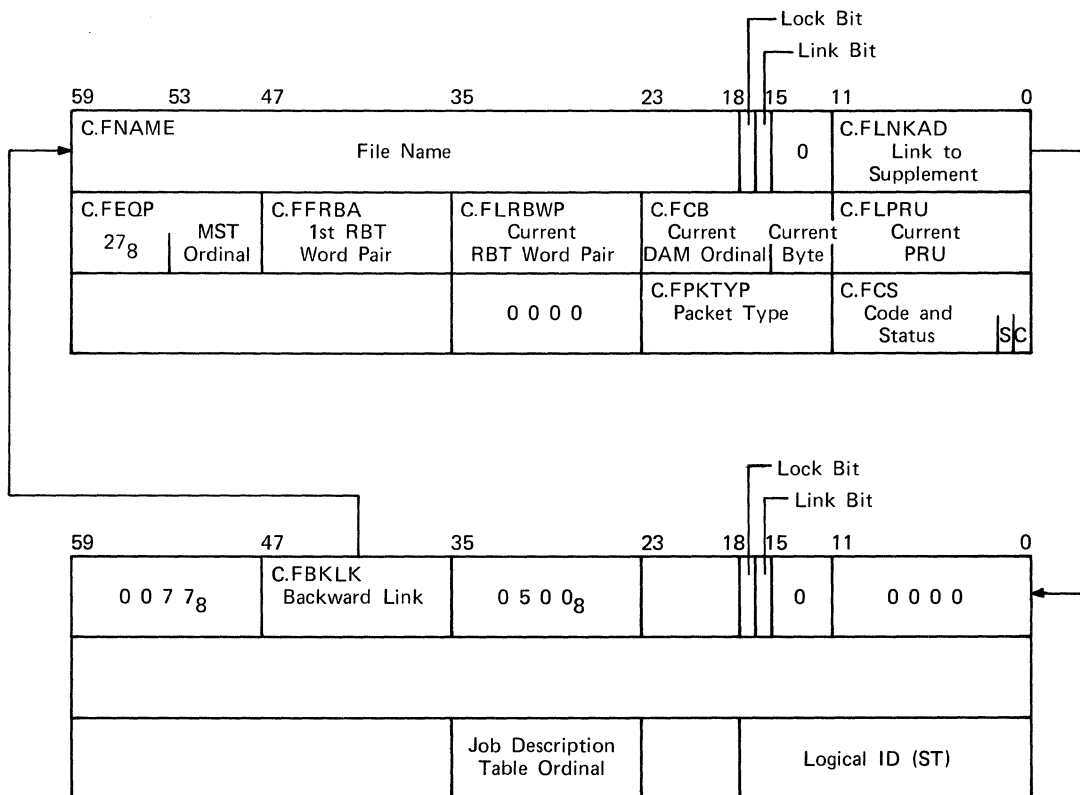 Lock Bit
Link Bit
59 53 47 35 23 18 15 11 0
C.FNAME
File Name
0
C.FLNKAD
Link to
Supplement
C.FEQP
27₈
MST
Ordinal
C.FFRBA
1st RBT
Word Pair
C.FLRBWP
Current
RBT Word Pair
C.FCB
Current
DAM Ordinal
Current
Byte
C.FLPRU
Current
PRU
0 0 0 0
C.FPKTYP
Packet Type
C.FCS
Code and
Status
S C
Lock Bit
Link Bit
59 47 35 23 18 15 11 0
0 0 7 7₈
C.FBKLK
Backward Link
0 5 0 0₈
0
0 0 0 0
Job Description
Table Ordinal
Logical ID (ST)